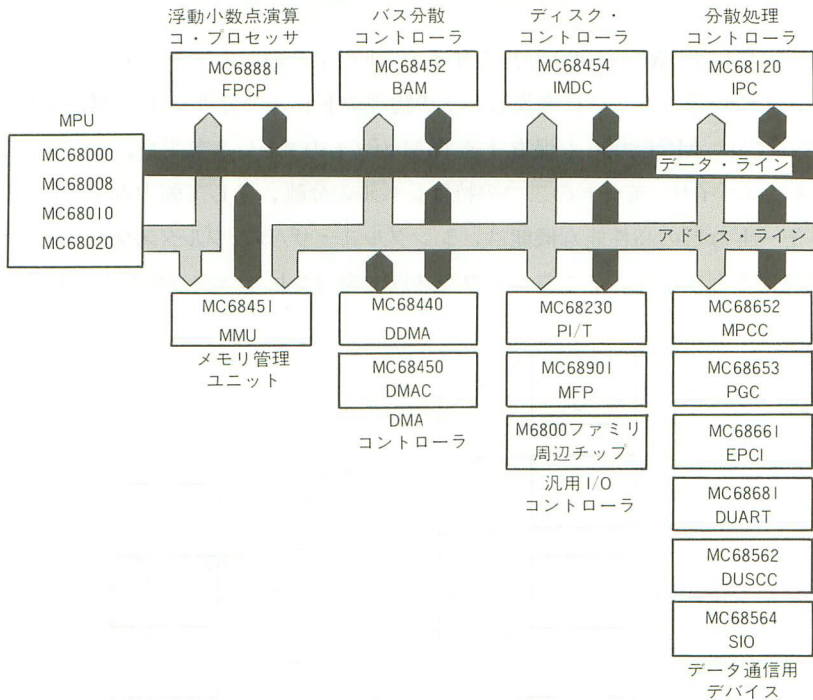 浮動小数点演算
コ・プロセッサ
バス分散
コントローラ
ディスク・
コントローラ
分散処理
コントローラ
MC68881
FPCP
MC68452
BAM
MC68454
IMDC
MC68120
IPC
MPU
MC68000
MC68008
MC68010
MC68020
データ・ライン
アドレス・ライン
MC68451
MMU
メモリ管理
ユニット
MC68440
DDMA
MC68450
DMAC
DMA
コントローラ
MC68230
PI/T
MC68901
MFP
M6800ファミリ
周辺チップ
汎用I/O
コントローラ
MC68652
MPCC
MC68653
PGC
MC68661
EPCI
MC68681
DUART
MC68562
DUSCC
MC68564
SIO
データ通信用
デバイス